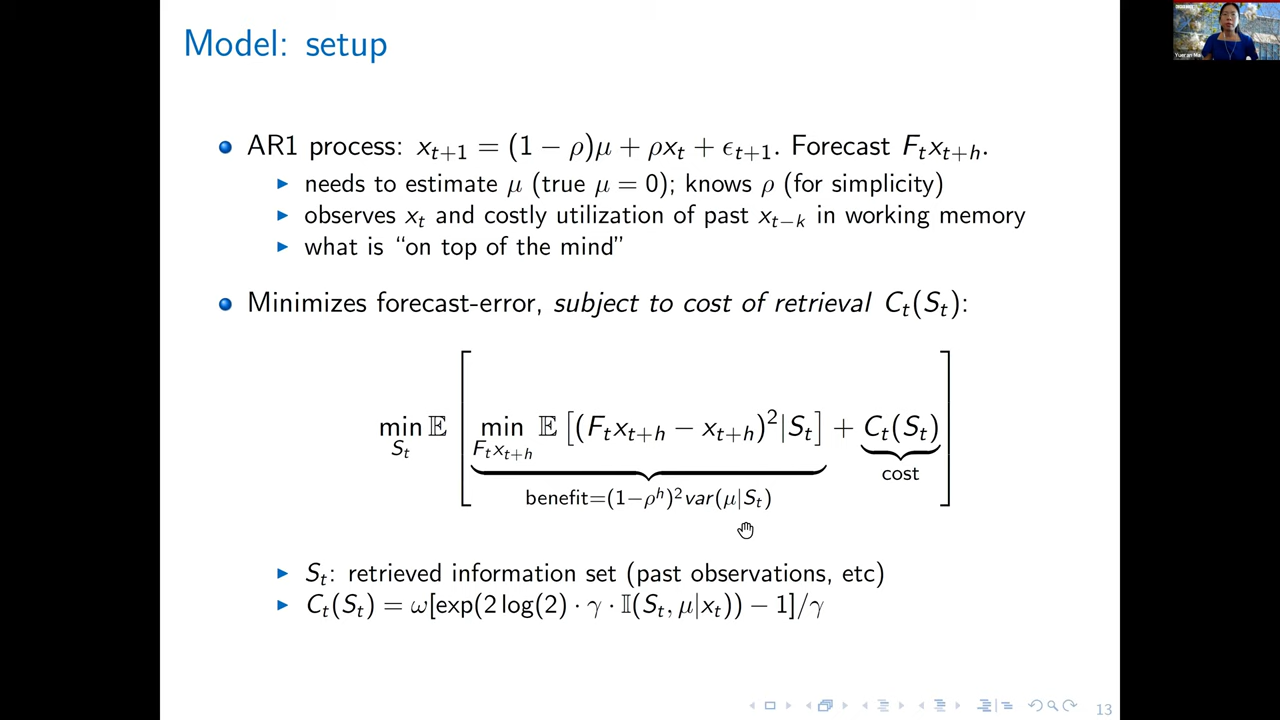 Model: setup
AR1 process: x_{t+1} = (1 − ρ)μ + ρx_t + ϵ_{t+1}. Forecast F_t x_{t+h}.
needs to estimate μ (true μ = 0); knows ρ (for simplicity)
observes x_t and costly utilization of past x_{t−k} in working memory
what is “on top of the mind”
Minimizes forecast-error, subject to cost of retrieval C_t(S_t):
min_{S_t} 𝔼 [ min_{F_t x_{t+h}} 𝔼 [(F_t x_{t+h} − x_{t+h})² | S_t] + C_t(S_t) ]
benefit=(1−ρ^h)² var(μ|S_t)
cost
S_t: retrieved information set (past observations, etc)
C_t(S_t) = ω[exp(2 log(2) · γ · 𝕀(S_t, μ|x_t)) − 1]/γ
13